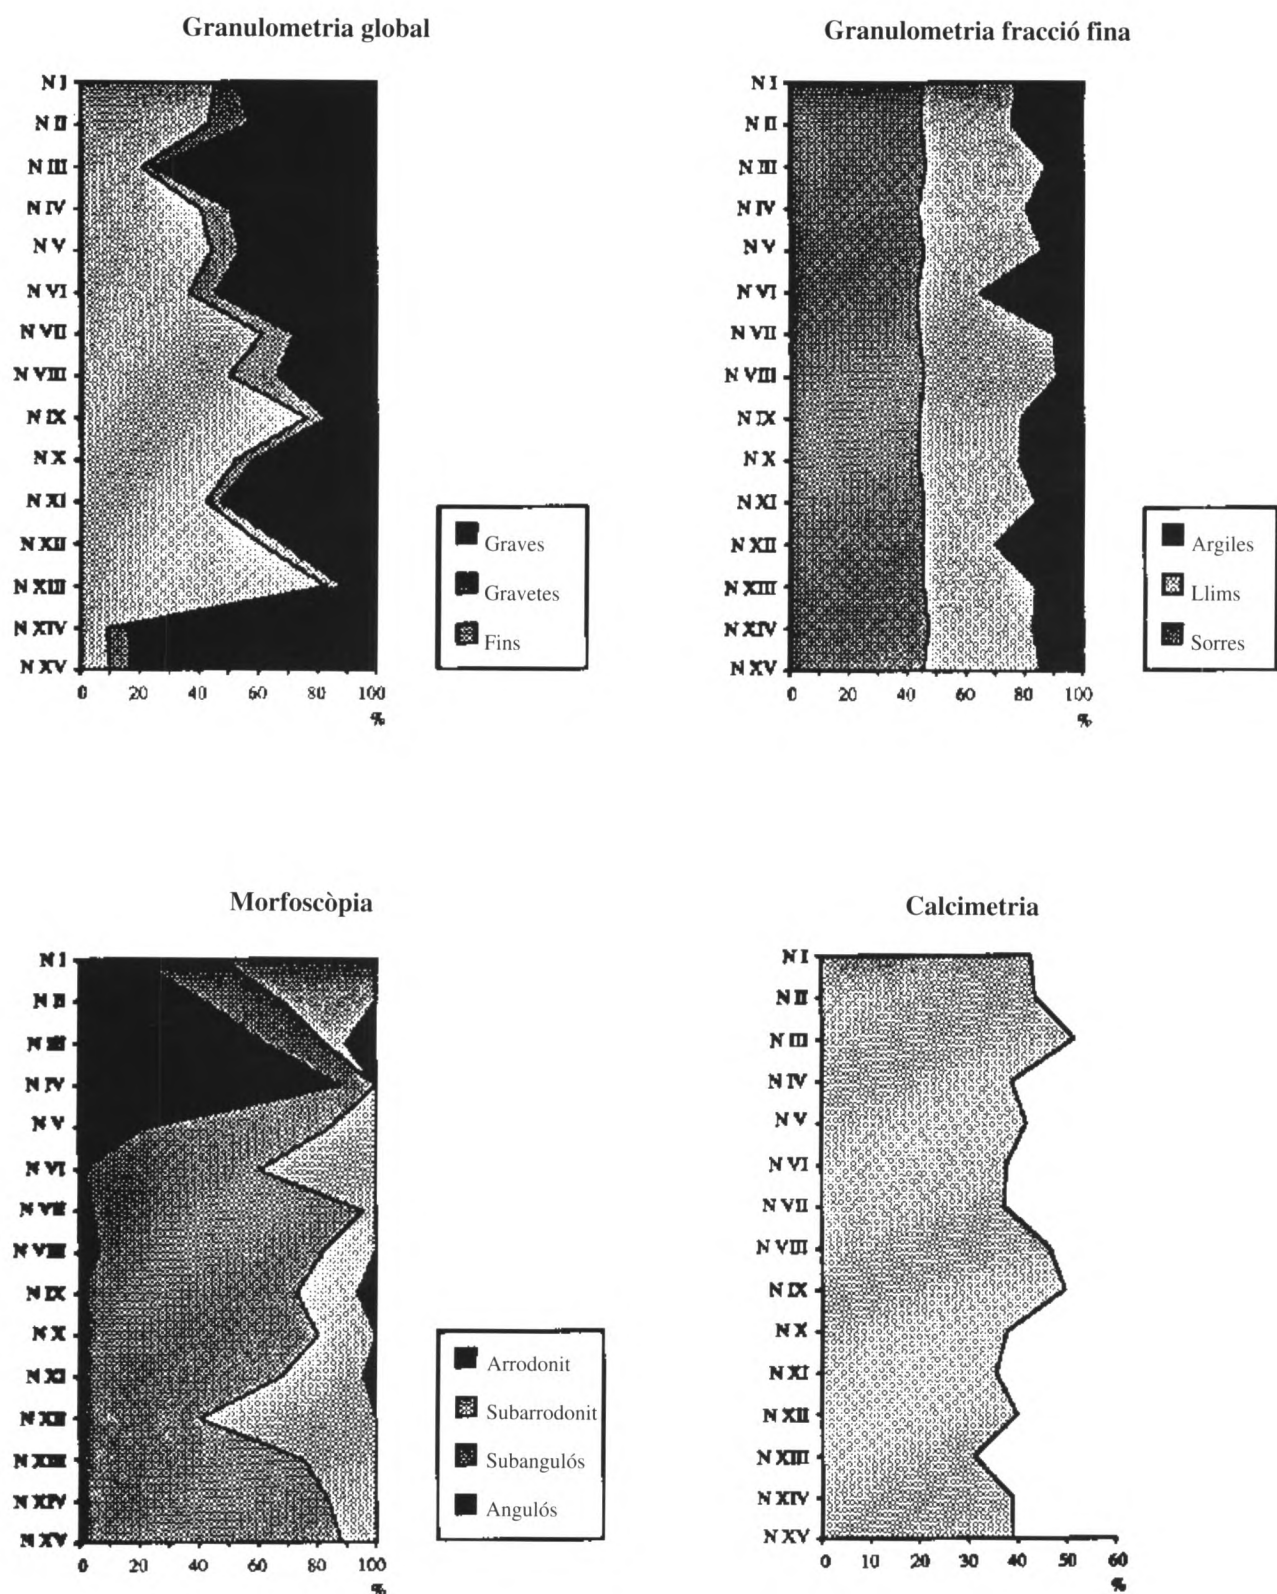 Granulometria global
N I
N II
N III
N IV
N V
N VI
N VII
N VIII
N IX
N X
N XI
N XII
N XIII
N XIV
N XV
0 20 40 60 80 100
%
Graves
Gravetes
Fins
Granulometria fracció fina
N I
N II
N III
N IV
N V
N VI
N VII
N VIII
N IX
N X
N XI
N XII
N XIII
N XIV
N XV
0 20 40 60 80 100
%
Argiles
Llims
Sorres
Morfoscòpia
N I
N II
N III
N IV
N V
N VI
N VII
N VIII
N IX
N X
N XI
N XII
N XIII
N XIV
N XV
0 20 40 60 80 100
%
Arrodonit
Subarrodonit
Subangulós
Angulós
Calcimetria
N I
N II
N III
N IV
N V
N VI
N VII
N VIII
N IX
N X
N XI
N XII
N XIII
N XIV
N XV
0 10 20 30 40 50 60
%